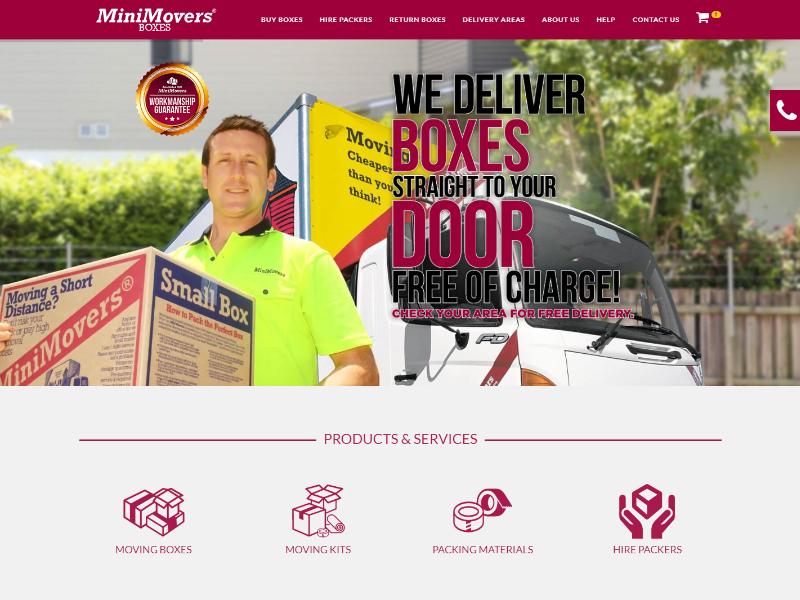 MiniMovers®
BOXES
BUY BOXES
HIRE PACKERS
RETURN BOXES
DELIVERY AREAS
ABOUT US
HELP
CONTACT US
MiniMovers
WORKMANSHIP
GUARANTEE
WE DELIVER
BOXES
STRAIGHT TO YOUR
DOOR
FREE OF CHARGE!
CHECK YOUR AREA FOR FREE DELIVERY.
Movin
Cheaper
than you
think!
MiniMovers
Moving a Short
Distance?
MiniMovers®
Small Box
How to Pack the Perfect Box
FD
PRODUCTS & SERVICES
MOVING BOXES
MOVING KITS
PACKING MATERIALS
HIRE PACKERS